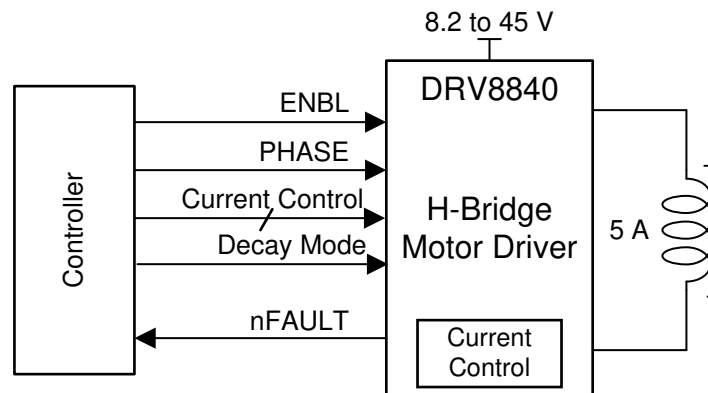 8.2 to 45 V
DRV8840
ENBL
PHASE
Current Control
Decay Mode
nFAULT
Controller
H-Bridge
Motor Driver
5 A
Current
Control